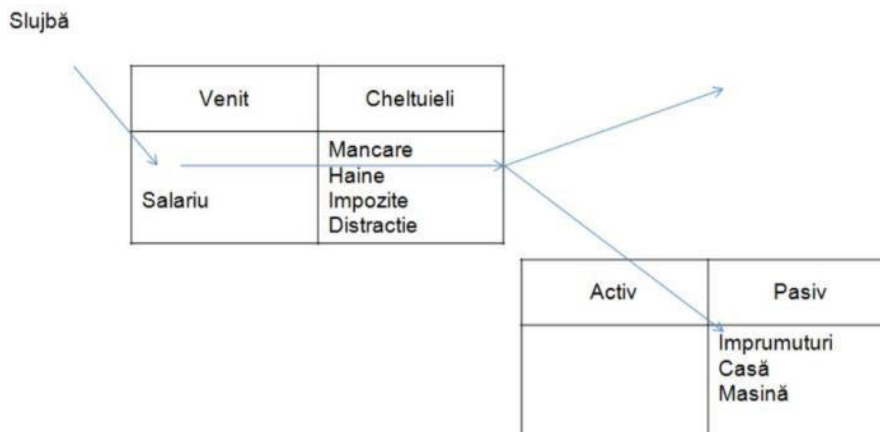 Slujbă
Venit
Cheltuieli
Salariu
Mancare
Haine
Impozite
Distractie
Activ
Pasiv
Imprumuturi
Casă
Masină